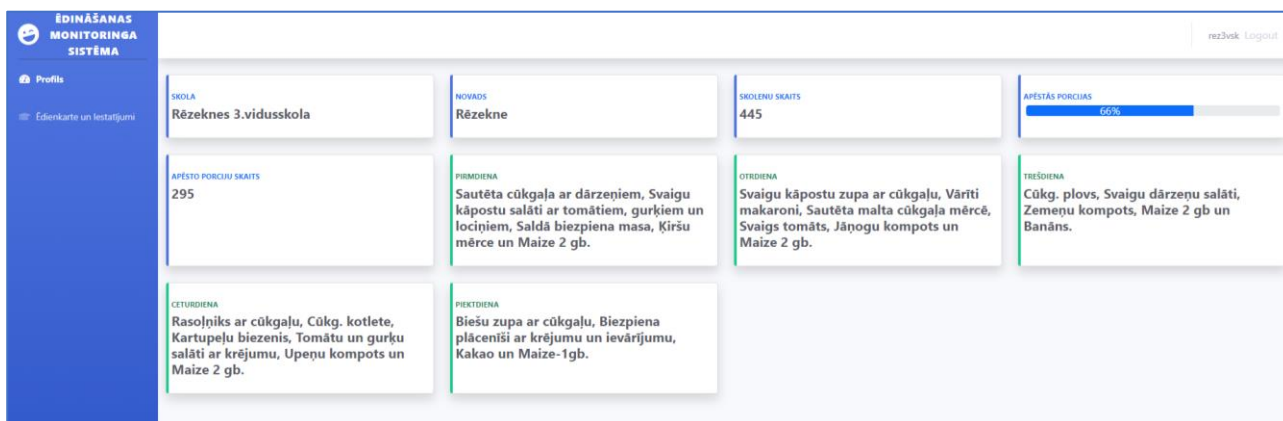 ĒDINĀŠANAS
MONITORINGA
SISTĒMA
rez3vsk Logout
Profils
Ēdienkarte un Iestatījumi
SKOLA
Rēzeknes 3.vidusskola
NOVADS
Rēzekne
SKOLENU SKAITS
445
APĒSTĀS PORCIJAS
66%
APĒSTO PORCIJU SKAITS
295
PIRMDIENA
Sautēta cūkgaļa ar dārzeņiem, Svaigu
kāpostu salāti ar tomātiem, gurķiem un
lociņiem, Saldā biezpiena masa, Ķiršu
mērce un Maize 2 gb.
OTRDIENA
Svaigu kāpostu zupa ar cūkgaļu, Vārīti
makaroni, Sautēta malta cūkgaļa mērcē,
Svaigs tomāts, Jāņogu kompots un
Maize 2 gb.
TREŠDIENA
Cūkg. plovs, Svaigu dārzeņu salāti,
Zemeņu kompots, Maize 2 gb un
Banāns.
CETURDIENA
Rasoļņiks ar cūkgaļu, Cūkg. kotlete,
Kartupeļu biezenis, Tomātu un gurķu
salāti ar krējumu, Upeņu kompots un
Maize 2 gb.
PIEKTDIENA
Biešu zupa ar cūkgaļu, Biezpiena
plācenīši ar krējumu un ievārījumu,
Kakao un Maize-1gb.